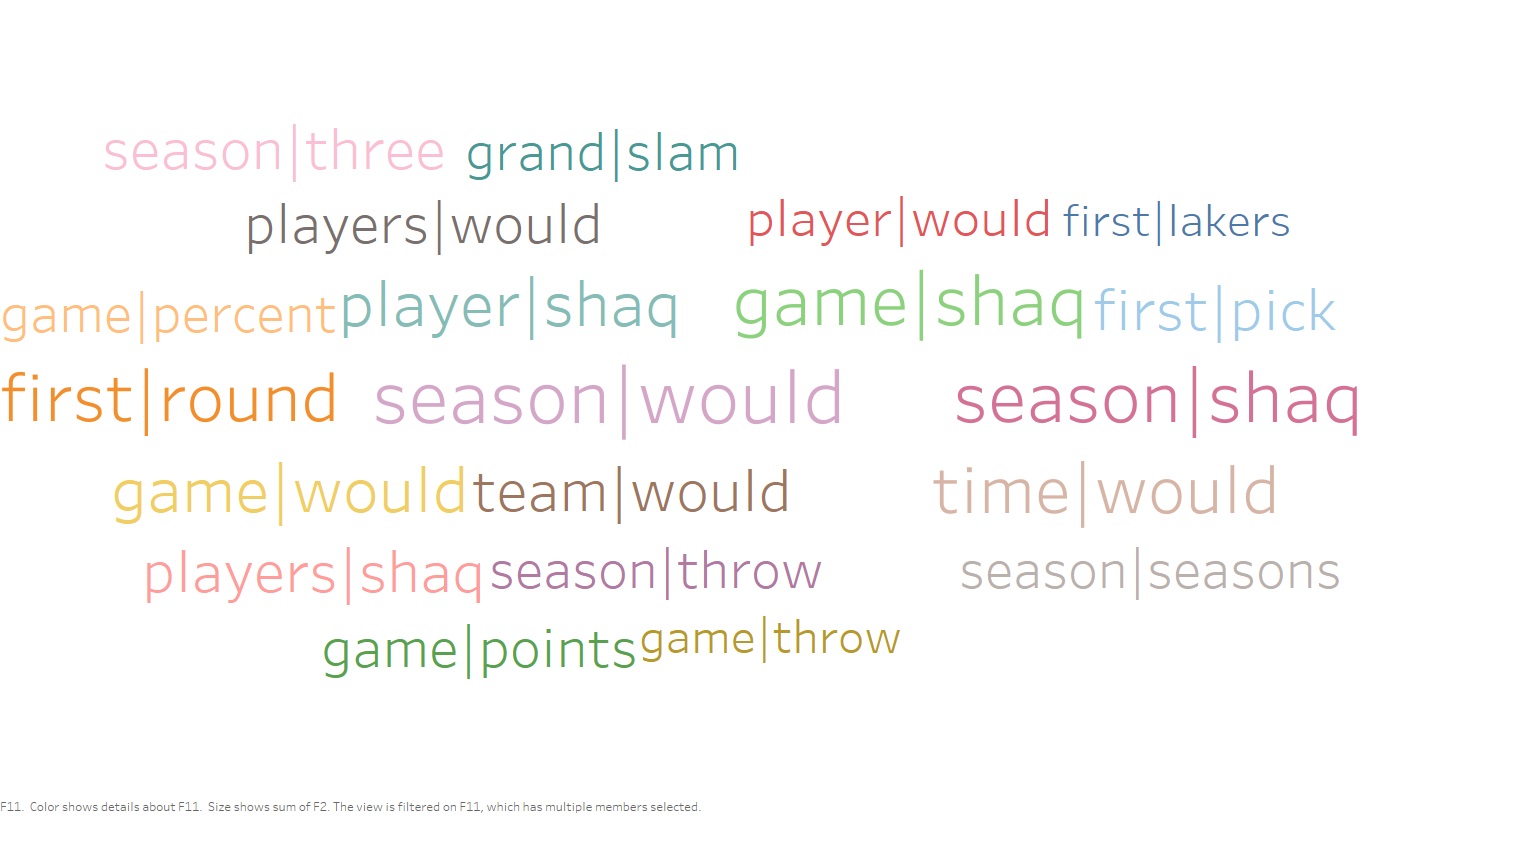 season|three grand|slam
players|would player|would first|lakers
game|percent player|shaq game|shaq first|pick
first|round season|would season|shaq
game|would team|would time|would
players|shaq season|throw season|seasons
game|points game|throw
F11.  Color shows details about F11.  Size shows sum of F2. The view is filtered on F11, which has multiple members selected.